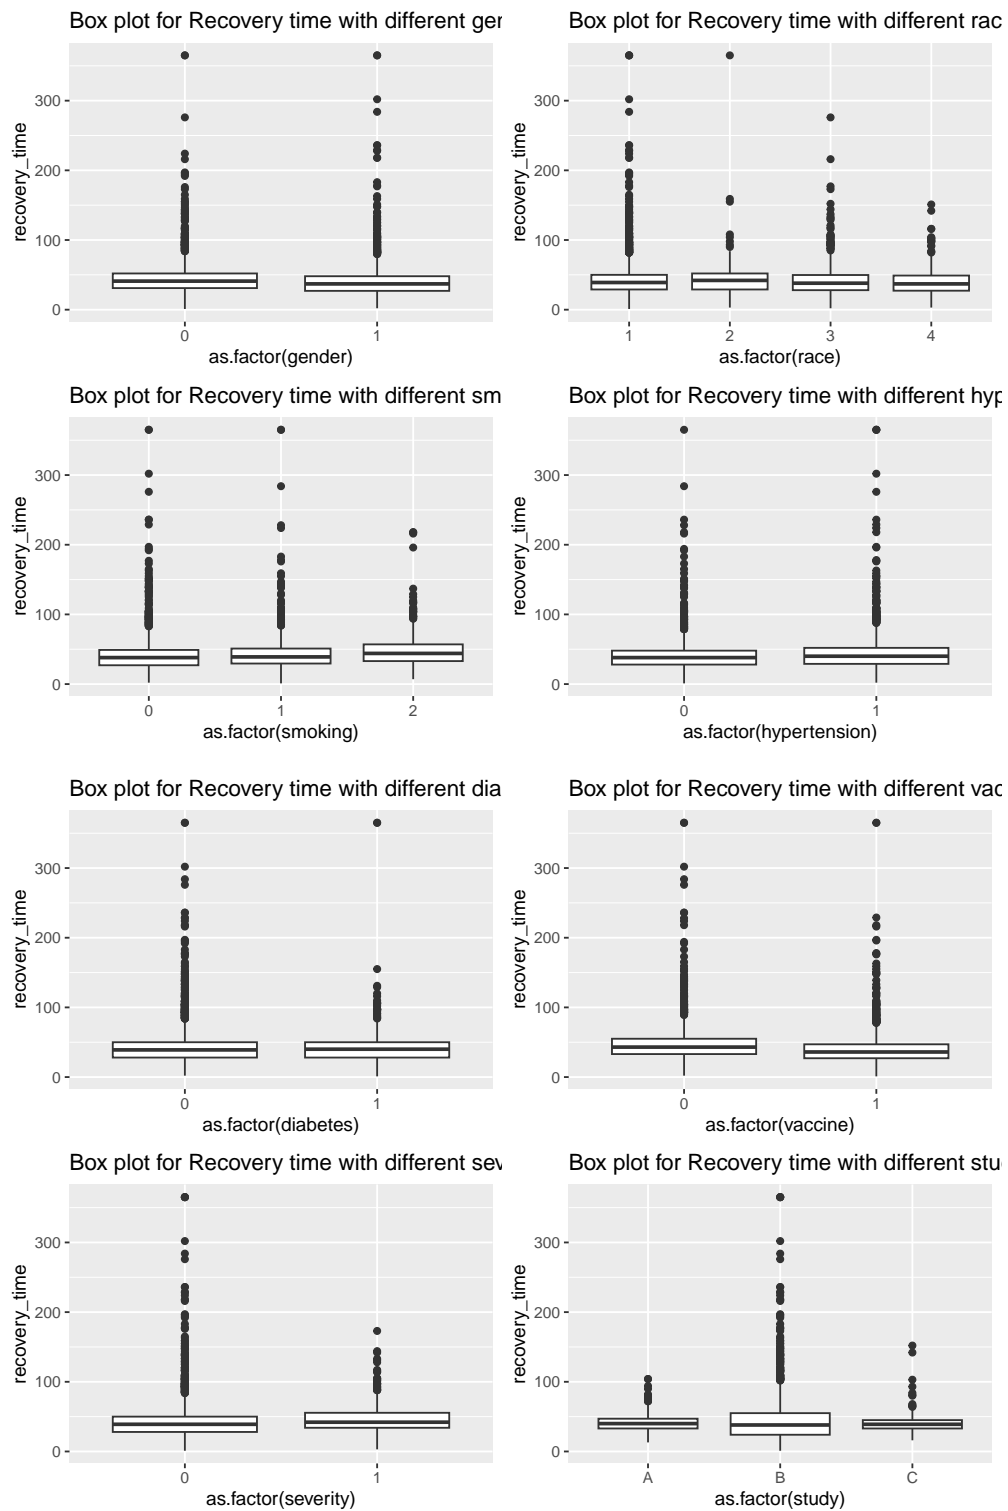 Box plot for Recovery time with different ger
300
200
100
0
recovery_time
0
1
as.factor(gender)
Box plot for Recovery time with different rac
300
200
100
0
recovery_time
1
2
3
4
as.factor(race)
Box plot for Recovery time with different sm
300
200
100
0
recovery_time
0
1
2
as.factor(smoking)
Box plot for Recovery time with different hyp
300
200
100
0
recovery_time
0
1
as.factor(hypertension)
Box plot for Recovery time with different dia
300
200
100
0
recovery_time
0
1
as.factor(diabetes)
Box plot for Recovery time with different vac
300
200
100
0
recovery_time
0
1
as.factor(vaccine)
Box plot for Recovery time with different sev
300
200
100
0
recovery_time
0
1
as.factor(severity)
Box plot for Recovery time with different stu
300
200
100
0
recovery_time
A
B
C
as.factor(study)